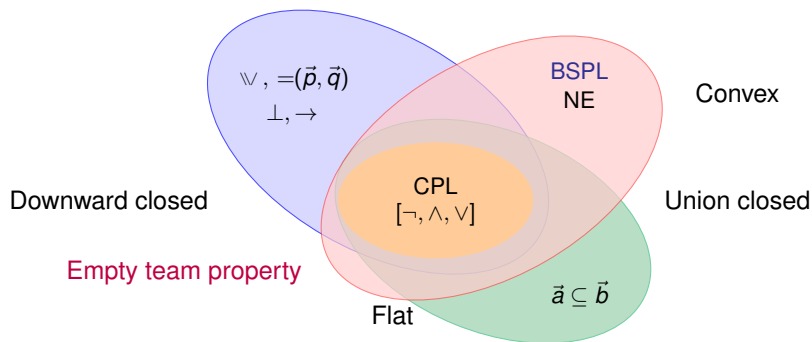 ⩖, =(p⃗, q⃗)
⊥, →
BSPL
NE
Convex
CPL
[¬, ∧, ∨]
Downward closed
Union closed
Empty team property
a⃗ ⊆ b⃗
Flat